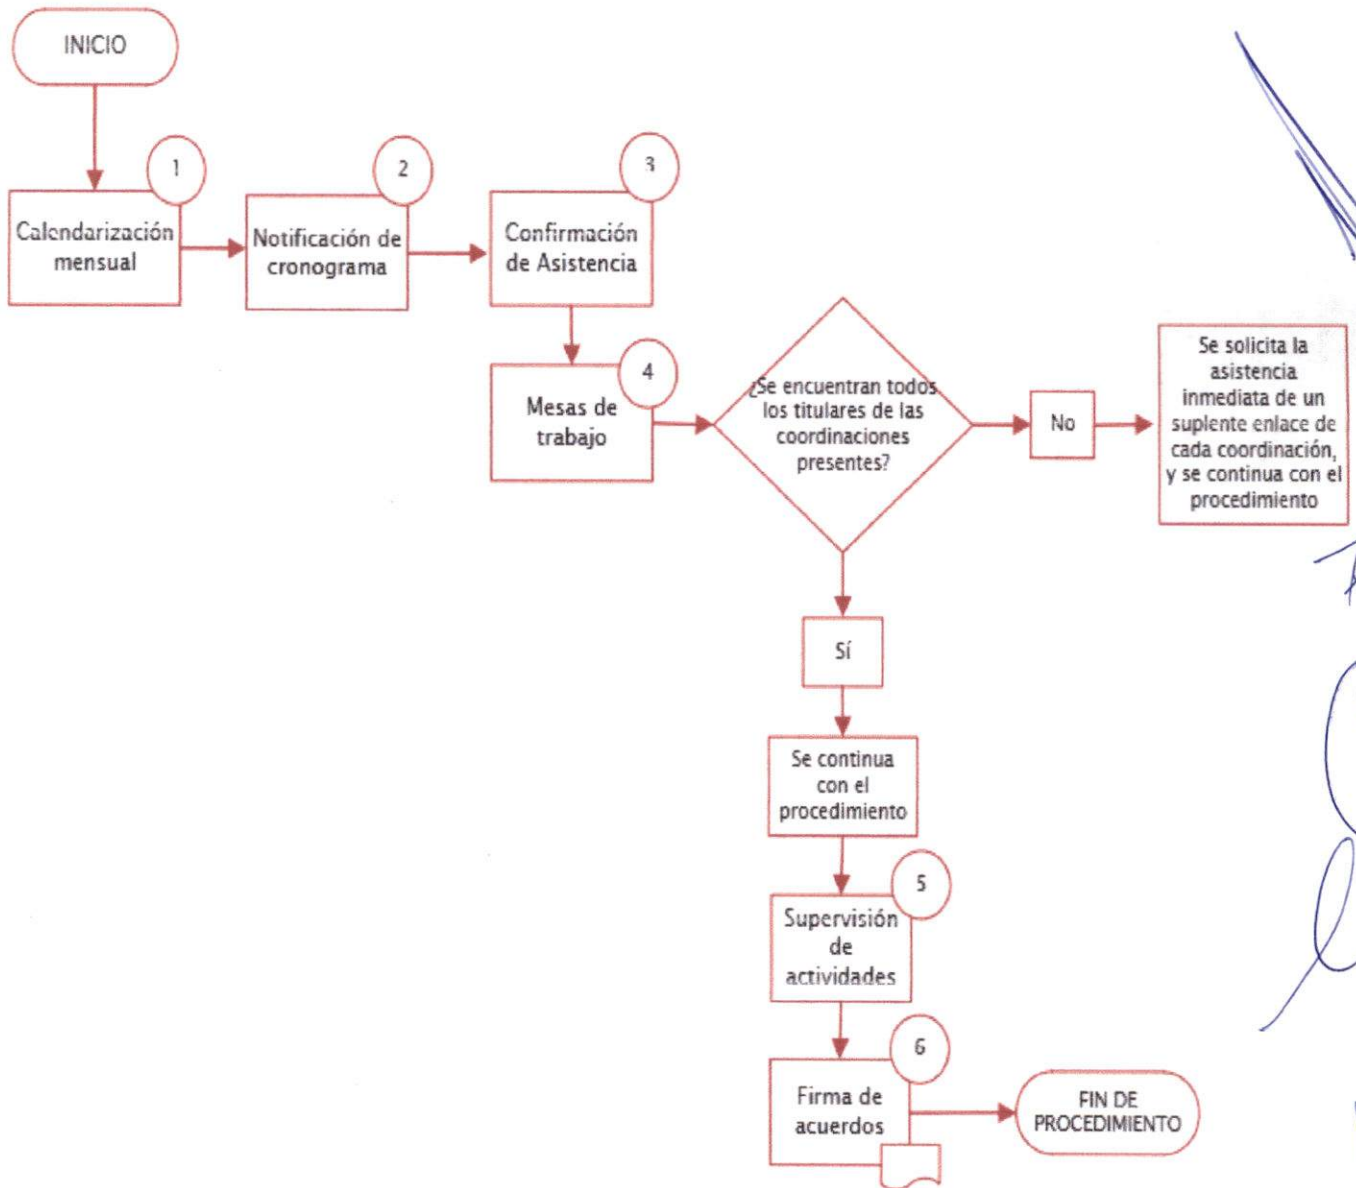 INICIO
1
Calendarización
mensual
2
Notificación de
cronograma
3
Confirmación
de Asistencia
4
Mesas de
trabajo
¿Se encuentran todos
los titulares de las
coordinaciones
presentes?
No
Se solicita la
asistencia
inmediata de un
suplente enlace de
cada coordinación,
y se continua con el
procedimiento
Sí
Se continua
con el
procedimiento
5
Supervisión
de
actividades
6
Firma de
acuerdos
FIN DE
PROCEDIMIENTO